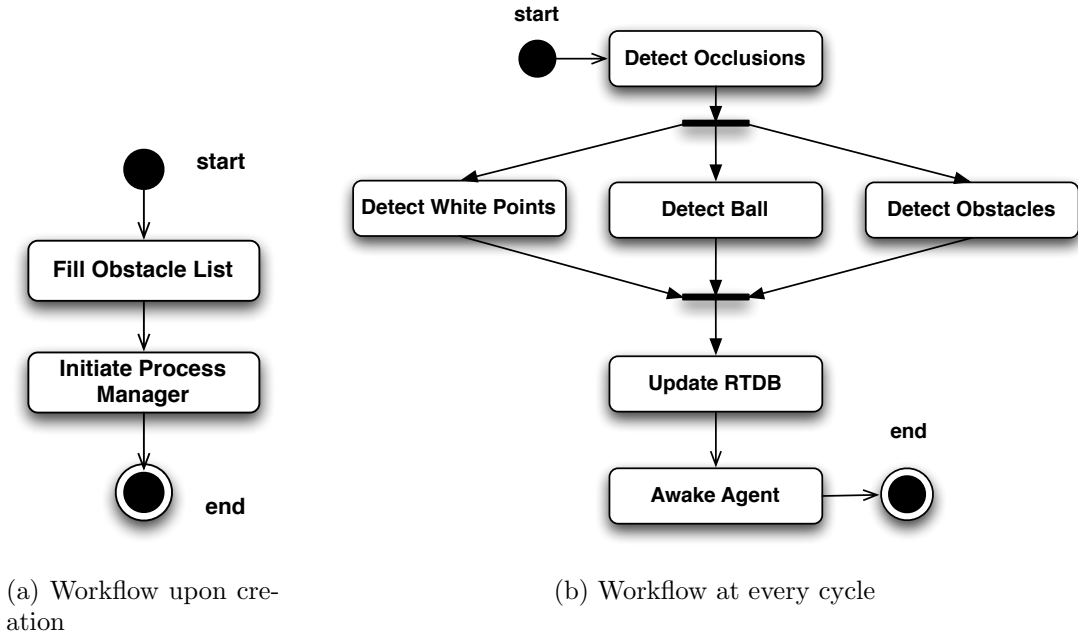 start
Fill Obstacle List
Initiate Process
Manager
end
(a) Workflow upon cre-
ation
start
Detect Occlusions
Detect White Points
Detect Ball
Detect Obstacles
Update RTDB
Awake Agent
end
(b) Workflow at every cycle